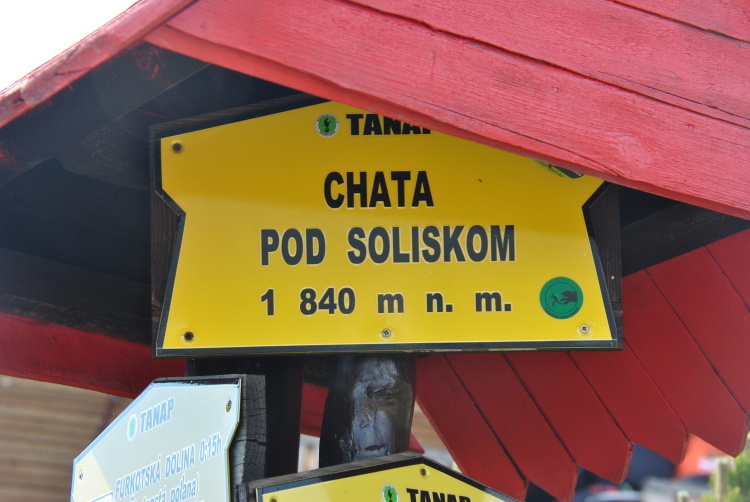 TANAP
CHATA
POD SOLISKOM
1 840 m n. m.
TANAP
FURKOTSKÁ DOLINA 0:15h
TANAP